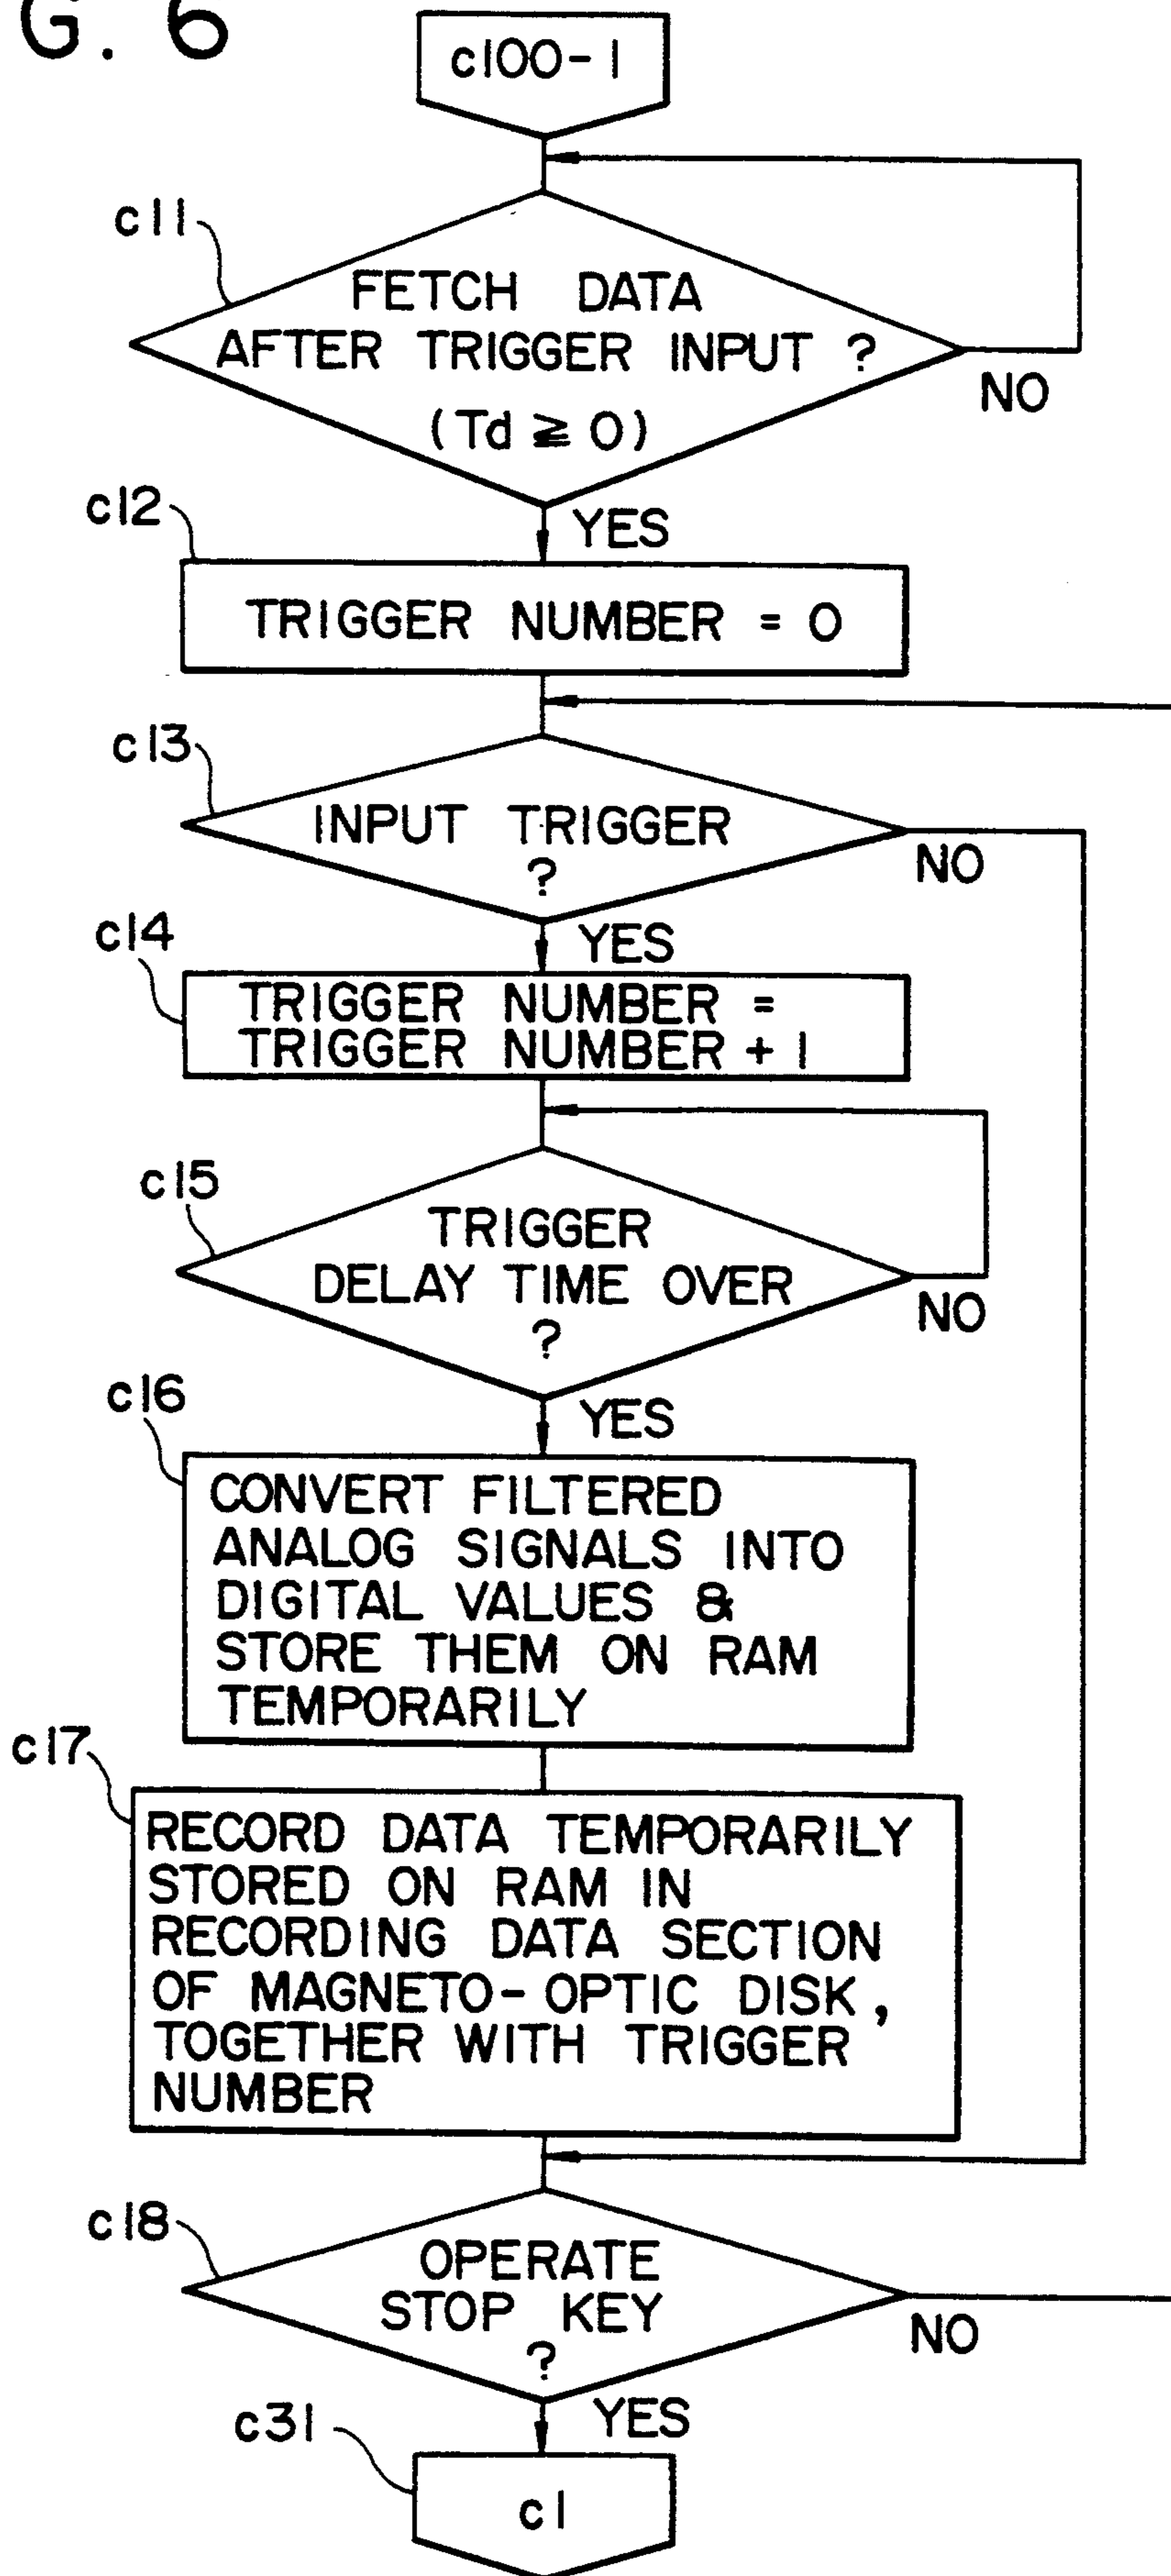 G. 6
c100-1
c11
FETCH DATA
AFTER TRIGGER INPUT ?
(Td ≧ 0)
NO
YES
c12
TRIGGER NUMBER = 0
c13
INPUT TRIGGER
?
NO
YES
c14
TRIGGER NUMBER =
TRIGGER NUMBER + 1
c15
TRIGGER
DELAY TIME OVER
?
NO
YES
c16
CONVERT FILTERED
ANALOG SIGNALS INTO
DIGITAL VALUES &
STORE THEM ON RAM
TEMPORARILY
c17
RECORD DATA TEMPORARILY
STORED ON RAM IN
RECORDING DATA SECTION
OF MAGNETO-OPTIC DISK,
TOGETHER WITH TRIGGER
NUMBER
c18
OPERATE
STOP KEY
?
NO
YES
c31
c1